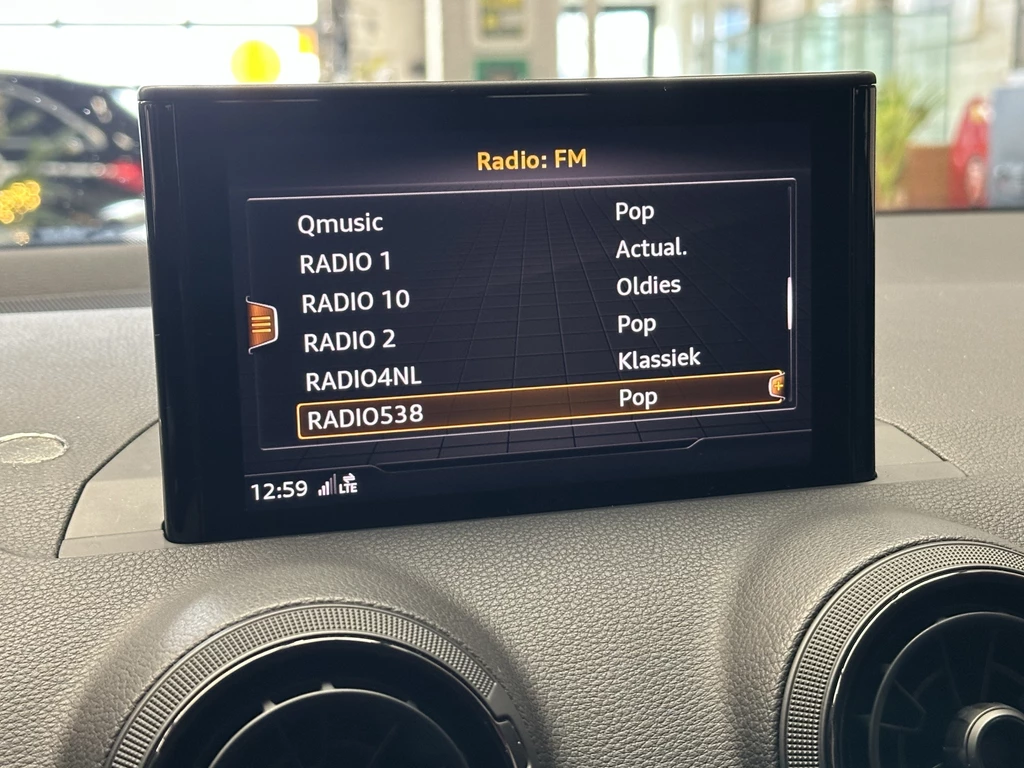 Radio: FM
Qmusic Pop
RADIO 1 Actual.
RADIO 10 Oldies
RADIO 2 Pop
RADIO4NL Klassiek
RADIO538 Pop
12:59 LTE